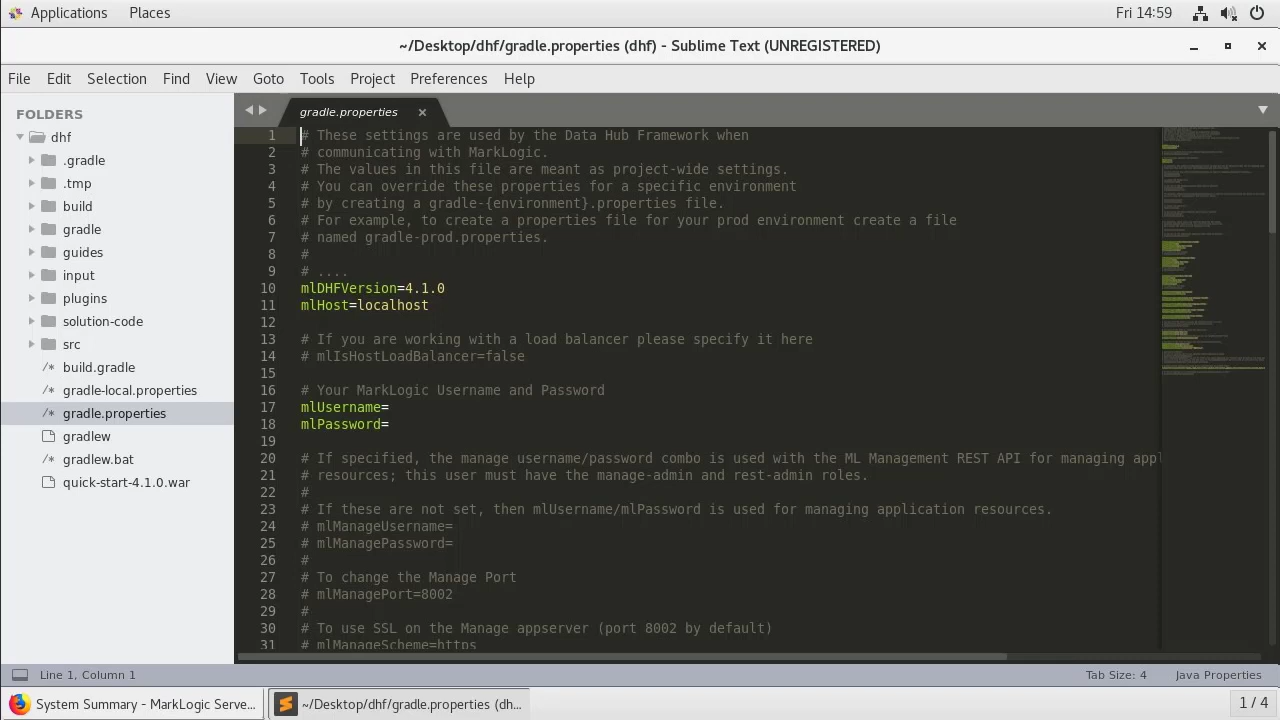 Applications Places Fri 14:59
~/Desktop/dhf/gradle.properties (dhf) - Sublime Text (UNREGISTERED)
File Edit Selection Find View Goto Tools Project Preferences Help
FOLDERS
dhf
.gradle
.tmp
build
gradle
guides
input
plugins
solution-code
src
/* build.gradle
/* gradle-local.properties
/* gradle.properties
gradlew
/* gradlew.bat
quick-start-4.1.0.war
gradle.properties ×
1 # These settings are used by the Data Hub Framework when
2 # communicating with MarkLogic.
3 # The values in this file are meant as project-wide settings.
4 # You can override these properties for a specific environment
5 # by creating a gradle-{environment}.properties file.
6 # For example, to create a properties file for your prod environment create a file
7 # named gradle-prod.properties.
8 #
9 # ....
10 mlDHFVersion=4.1.0
11 mlHost=localhost
12
13 # If you are working with a load balancer please specify it here
14 # mlIsHostLoadBalancer=false
15
16 # Your MarkLogic Username and Password
17 mlUsername=
18 mlPassword=
19
20 # If specified, the manage username/password combo is used with the ML Management REST API for managing appl
21 # resources; this user must have the manage-admin and rest-admin roles.
22 #
23 # If these are not set, then mlUsername/mlPassword is used for managing application resources.
24 # mlManageUsername=
25 # mlManagePassword=
26 #
27 # To change the Manage Port
28 # mlManagePort=8002
29 #
30 # To use SSL on the Manage appserver (port 8002 by default)
31 # mlManageScheme=https
Line 1, Column 1 Tab Size: 4 Java Properties
System Summary - MarkLogic Serve... ~/Desktop/dhf/gradle.properties (dh... 1 / 4